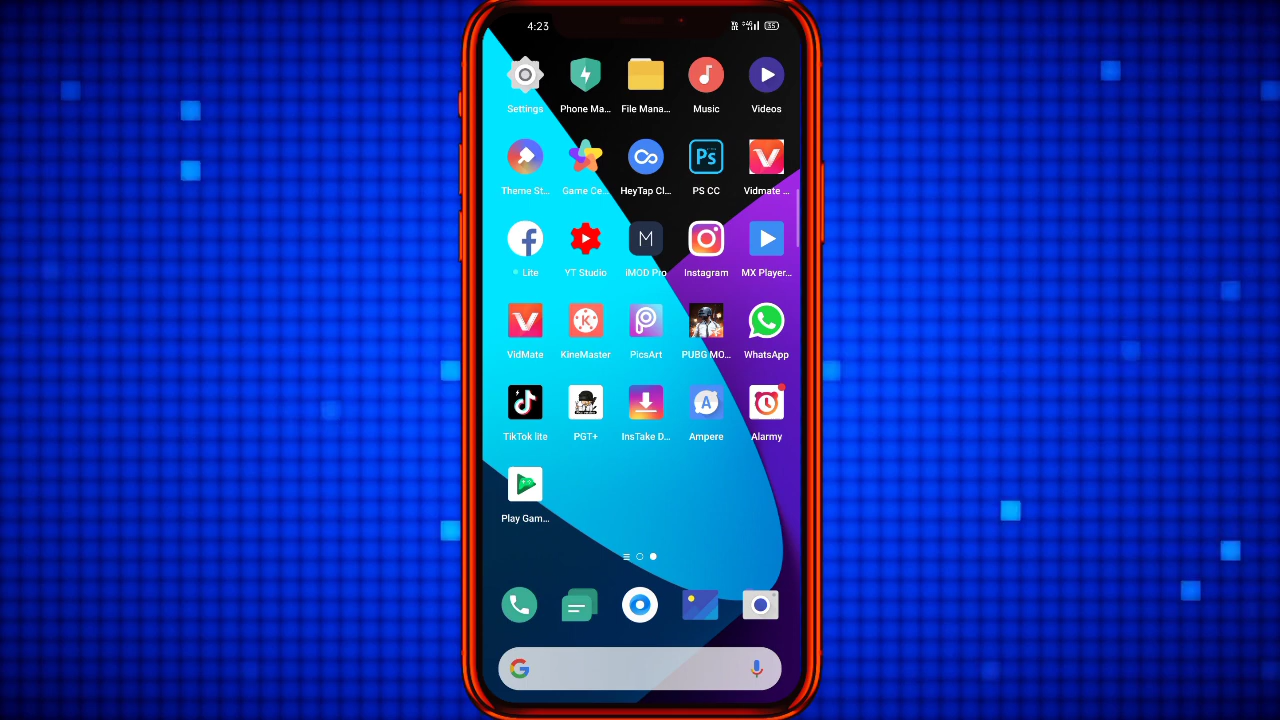 4:23
35
Settings Phone Ma... File Mana... Music Videos
Ps
Theme St... Game Ce... HeyTap Cl... PS CC Vidmate ...
M
Lite YT Studio iMOD Pro Instagram MX Player...
K
VidMate KineMaster PicsArt PUBG MO... WhatsApp
A
TikTok lite PGT+ InsTake D... Ampere Alarmy
Play Gam...